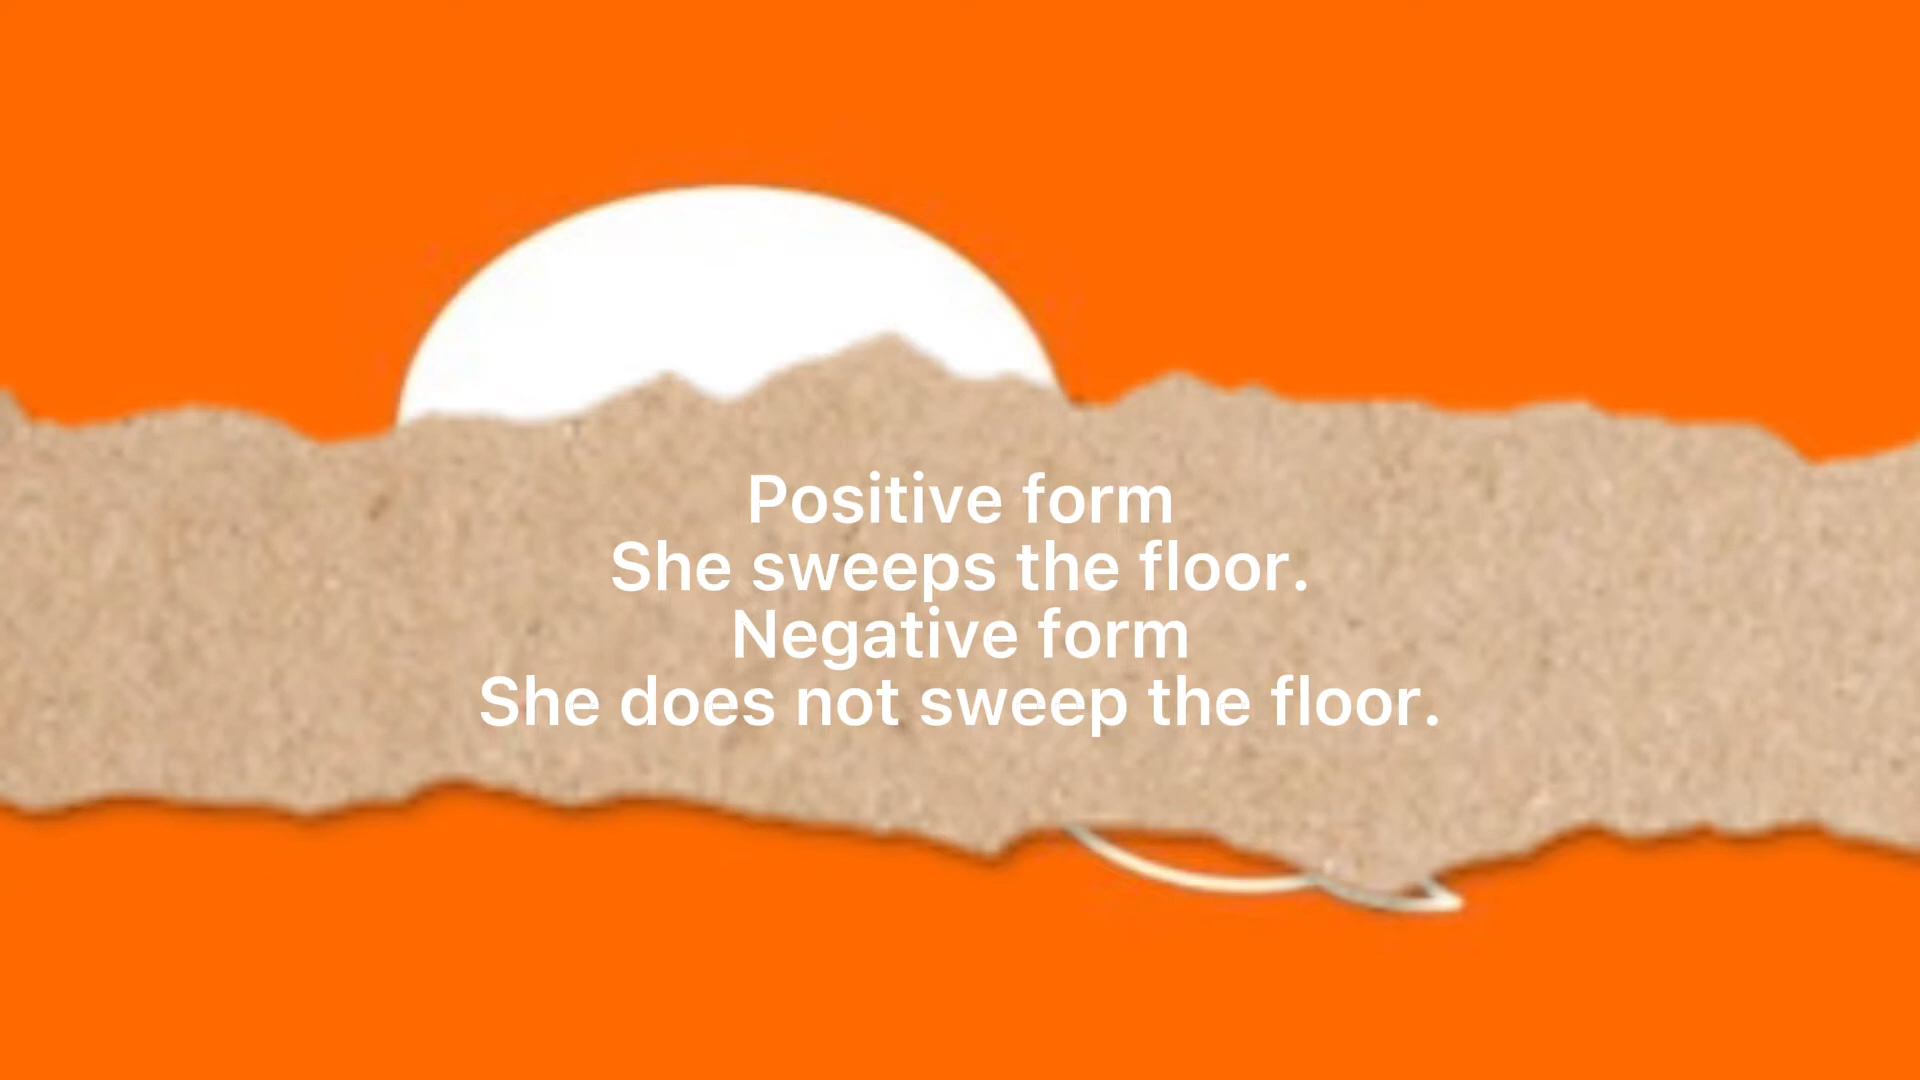 Positive form
She sweeps the floor.
Negative form
She does not sweep the floor.